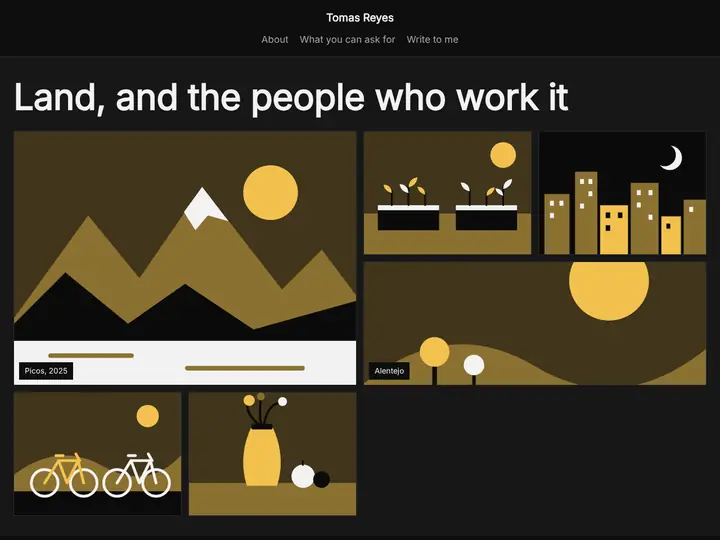 Tomas Reyes
About What you can ask for Write to me
Land, and the people who work it
Picos, 2025
Alentejo